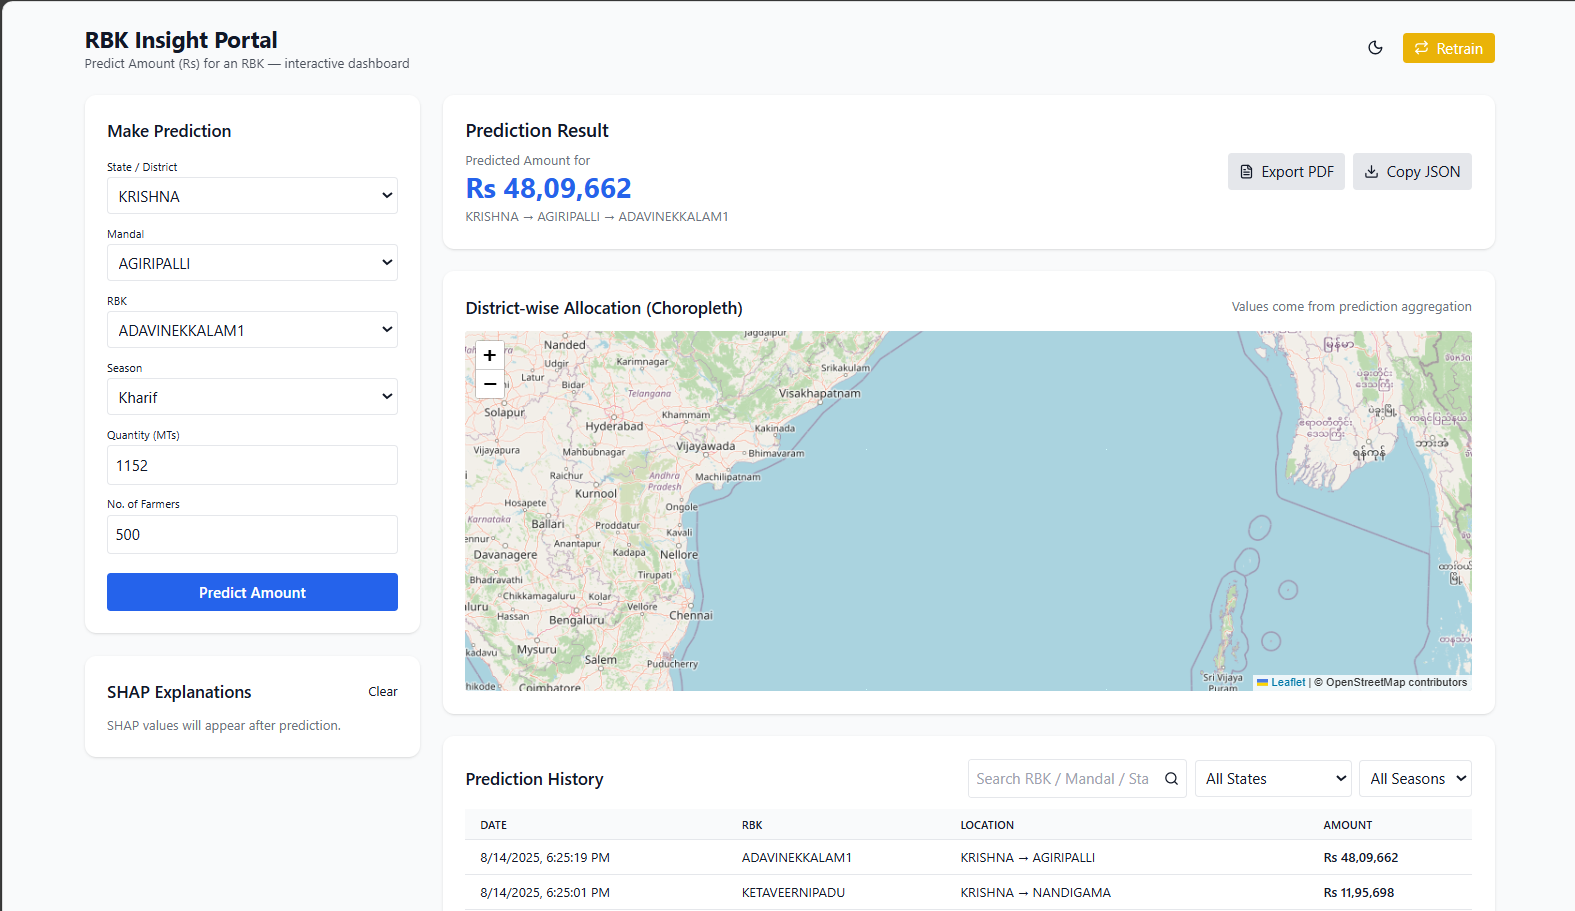 RBK Insight Portal
Predict Amount (Rs) for an RBK — interactive dashboard
Retrain
Make Prediction
State / District
KRISHNA
Mandal
AGIRIPALLI
RBK
ADAVINEKKALAM1
Season
Kharif
Quantity (MTs)
1152
No. of Farmers
500
Predict Amount
SHAP Explanations
Clear
SHAP values will appear after prediction.
Prediction Result
Predicted Amount for
Rs 48,09,662
KRISHNA → AGIRIPALLI → ADAVINEKKALAM1
Export PDF
Copy JSON
District-wise Allocation (Choropleth)
Values come from prediction aggregation
+
−
Jagdalpur
Nanded
Udgir
Karimnagar
Srikakulam
Latur
Bidar
Telangana
Visakhapatnam
Solapur
Khammam
Hyderabad
Kakinada
Vijayapura
Mahbubnagar
Vijayawada
Bhimavaram
Raichur
Andhra
Pradesh
Machilipatnam
Kurnool
Hosapete
Ongole
Karnataka
Ballari
Proddatur
Kavali
Anantapur
Kadapa
Nellore
Davanagere
Bhadravathi
Tirupati
Chikkamagaluru
Kolar
Vellore
Hassan
Bengaluru
Chennai
Mysuru
Salem
Puducherry
Coimbatore
မြန်မာ
ရန်ကုန်
Sri Vijaya
Puram
Leaflet | © OpenStreetMap contributors
Prediction History
Search RBK / Mandal / Sta
All States
All Seasons
DATE RBK LOCATION AMOUNT
8/14/2025, 6:25:19 PM ADAVINEKKALAM1 KRISHNA → AGIRIPALLI Rs 48,09,662
8/14/2025, 6:25:01 PM KETAVEERNIPADU KRISHNA → NANDIGAMA Rs 11,95,698